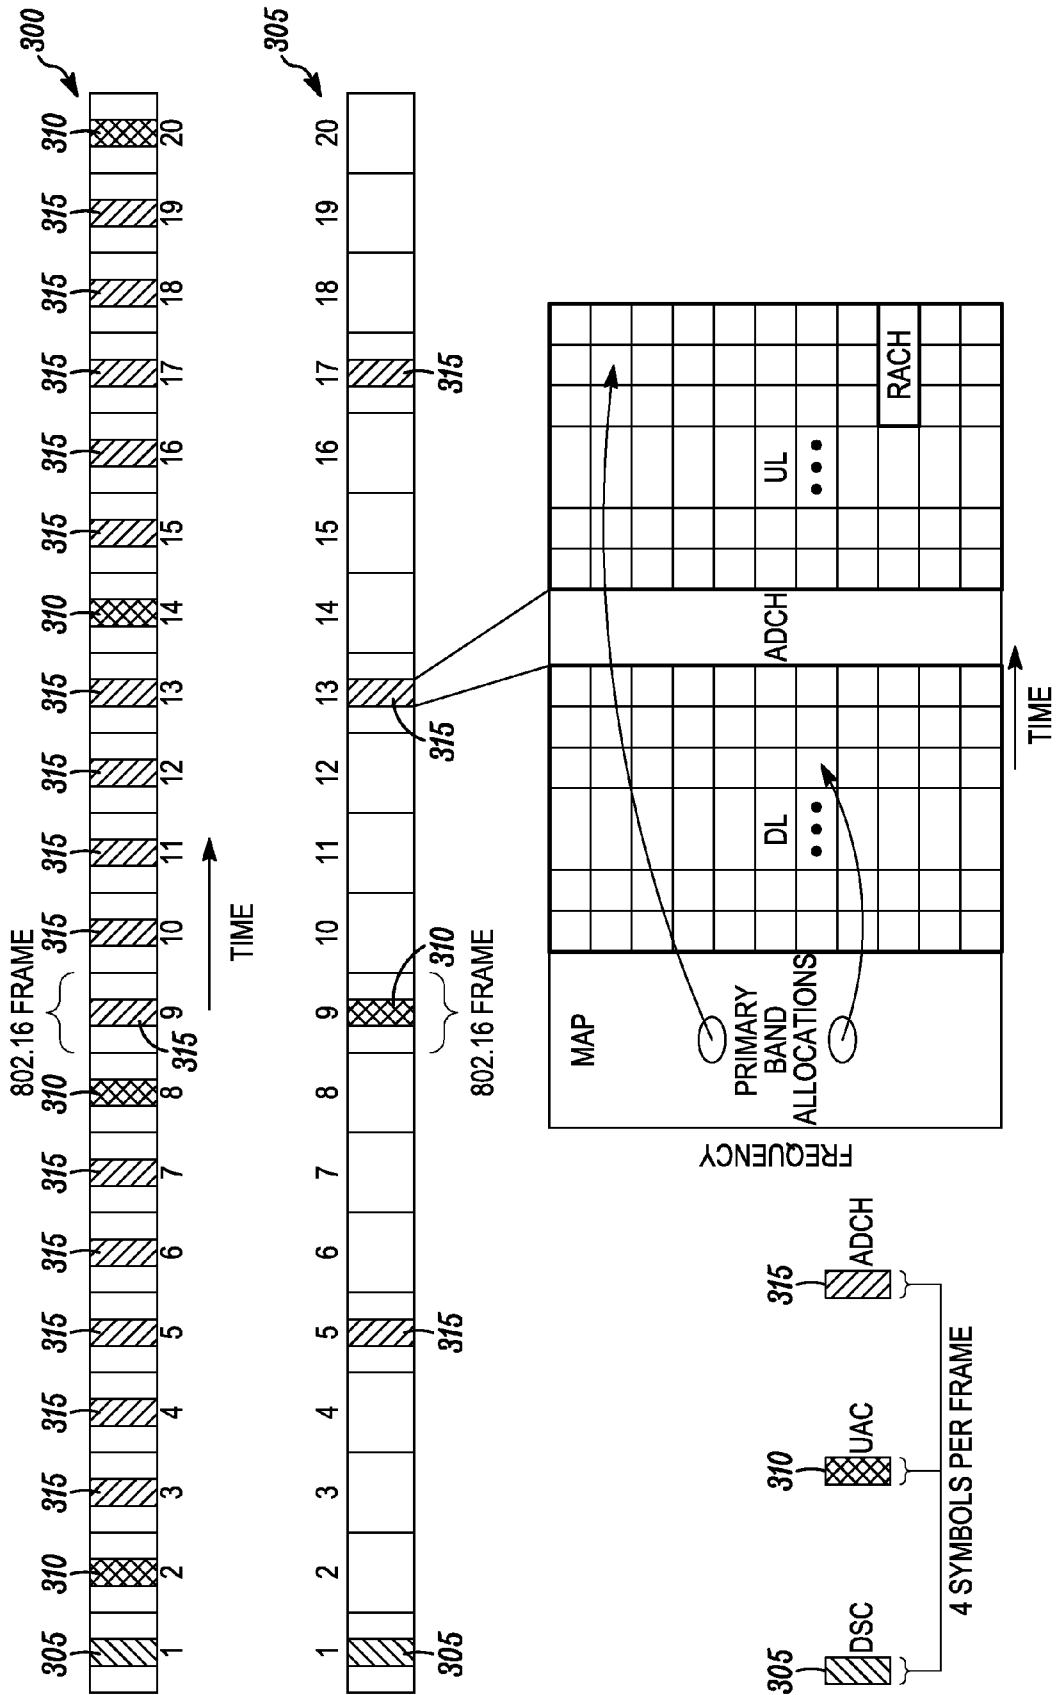 300
305 310 315 315 315 315 315 310 315 315 315 315 310 315 315 315 315 315 310
802.16 FRAME
315
1 2 3 4 5 6 7 8 9 10 11 12 13 14 15 16 17 18 19 20
TIME
305
1 2 3 4 5 6 7 8 9 10 11 12 13 14 15 16 17 18 19 20
305 315 310 315 315
802.16 FRAME
FREQUENCY
MAP
PRIMARY
BAND
ALLOCATIONS
DL
ADCH
UL
RACH
TIME
305 310 315
DSC UAC ADCH
4 SYMBOLS PER FRAME